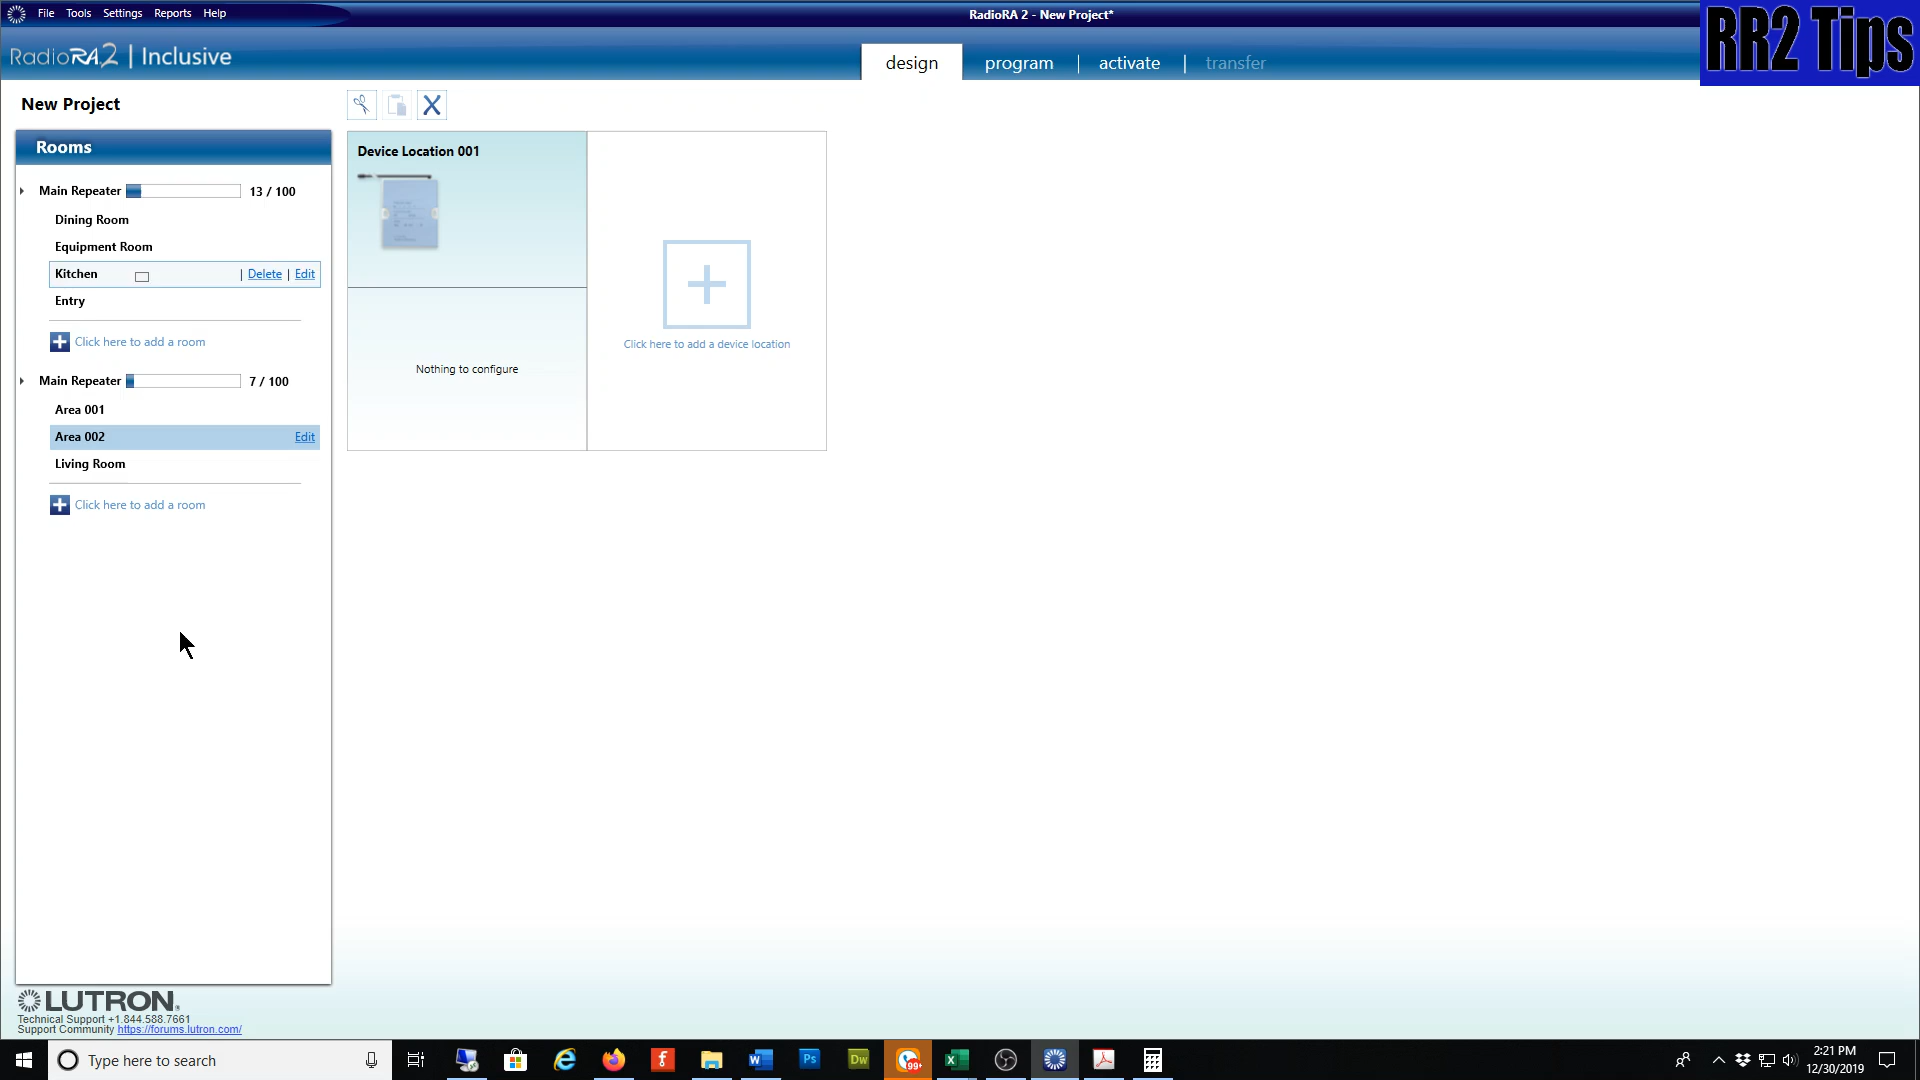 File Tools Settings Reports Help
RadioRA 2 - New Project*
RR2 Tips
RadioRA2 | Inclusive
design
program
activate
transfer
New Project
Rooms
Main Repeater 13 / 100
Dining Room
Equipment Room
Kitchen | Delete | Edit
Entry
Click here to add a room
Main Repeater 7 / 100
Area 001
Area 002 Edit
Living Room
Click here to add a room
Device Location 001
Nothing to configure
Click here to add a device location
LUTRON
Technical Support +1.844.588.7661
Support Community https://forums.lutron.com/
Type here to search
Ps
Dw
99+
2:21 PM
12/30/2019